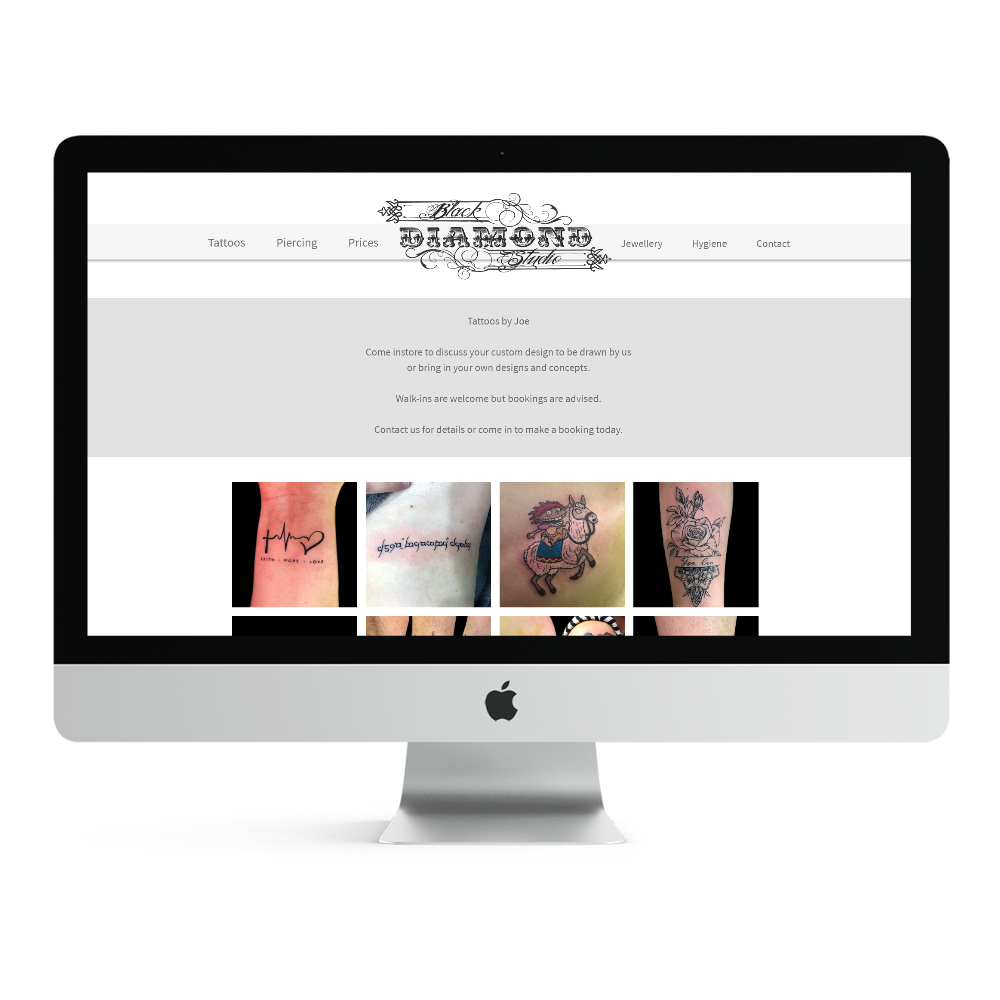 Black
DIAMOND
Studio
Tattoos Piercing Prices Jewellery Hygiene Contact
Tattoos by Joe
Come instore to discuss your custom design to be drawn by us
or bring in your own designs and concepts.
Walk-ins are welcome but bookings are advised.
Contact us for details or come in to make a booking today.
FAITH - HOPE - LOVE